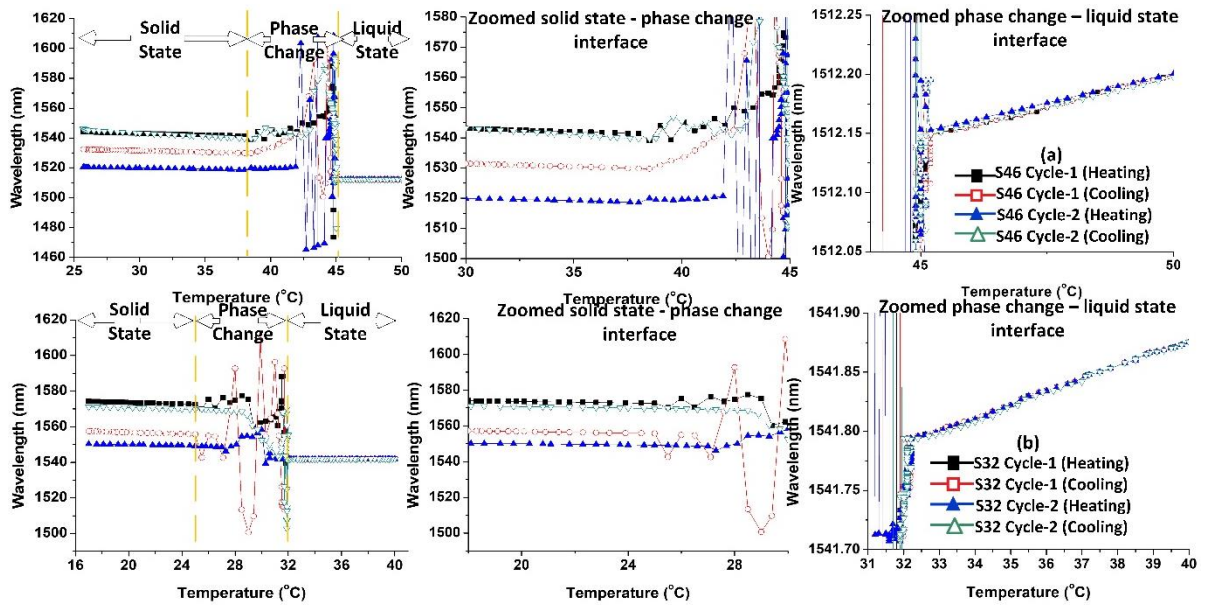 Solid
State
Phase
Change
Liquid
State
Wavelength (nm)
1620
1600
1580
1560
1540
1520
1500
1480
1460
25 30 35 40 45 50
Temperature (°C)
Zoomed solid state - phase change
interface
Wavelength (nm)
1580
1570
1560
1550
1540
1530
1520
1510
1500
30 35 40 45
Temperature (°C)
Zoomed phase change – liquid state
interface
Wavelength (nm)
1512.25
1512.20
1512.15
1512.10
1512.05
45 50
Temperature (°C)
(a)
S46 Cycle-1 (Heating)
S46 Cycle-1 (Cooling)
S46 Cycle-2 (Heating)
S46 Cycle-2 (Cooling)
Solid
State
Phase
Change
Liquid
State
Wavelength (nm)
1620
1600
1580
1560
1540
1520
1500
16 20 24 28 32 36 40
Temperature (°C)
Zoomed solid state - phase change
interface
Wavelength (nm)
1620
1600
1580
1560
1540
1520
1500
20 22 24 26 28
Temperature (°C)
Zoomed phase change – liquid state
interface
Wavelength (nm)
1541.90
1541.85
1541.80
1541.75
1541.70
31 32 33 34 35 36 37 38 39 40
Temperature (°C)
(b)
S32 Cycle-1 (Heating)
S32 Cycle-1 (Cooling)
S32 Cycle-2 (Heating)
S32 Cycle-2 (Cooling)